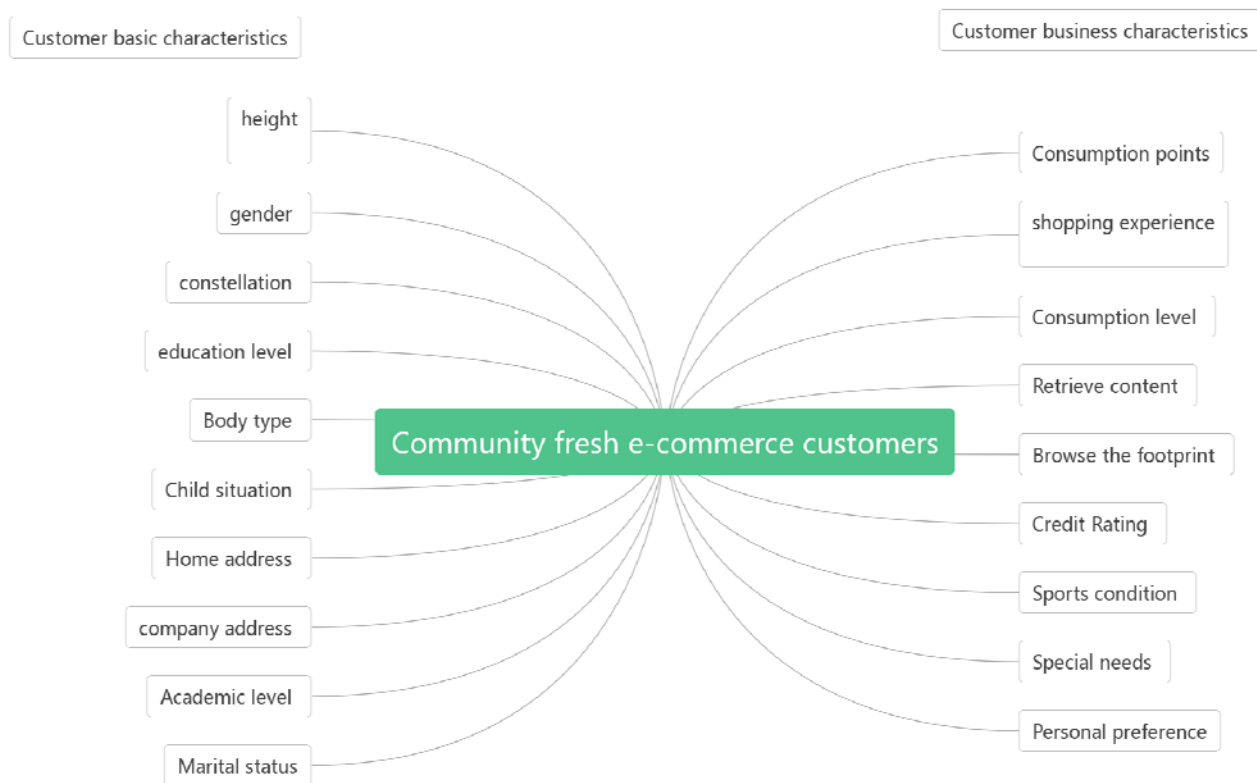 Customer basic characteristics
height
gender
constellation
education level
Body type
Child situation
Home address
company address
Academic level
Marital status
Community fresh e-commerce customers
Customer business characteristics
Consumption points
shopping experience
Consumption level
Retrieve content
Browse the footprint
Credit Rating
Sports condition
Special needs
Personal preference